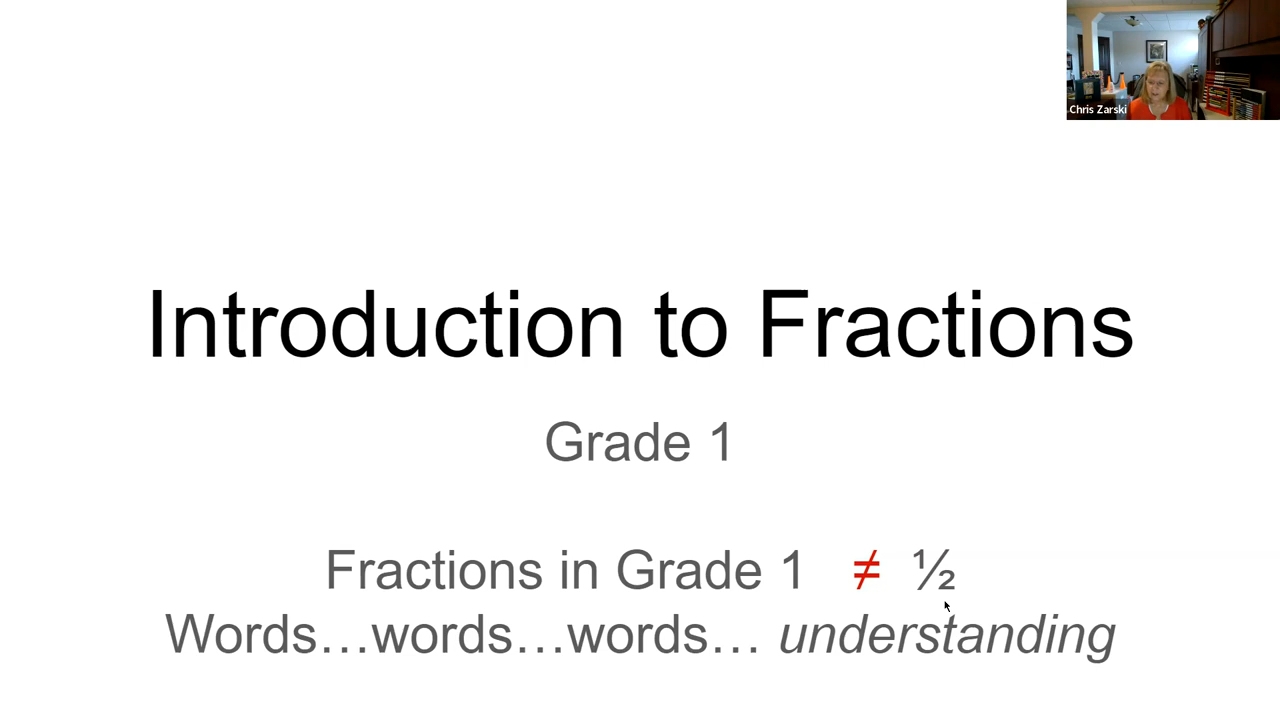 Chris Zarski
Introduction to Fractions
Grade 1
Fractions in Grade 1 ≠ ½
Words…words…words… understanding